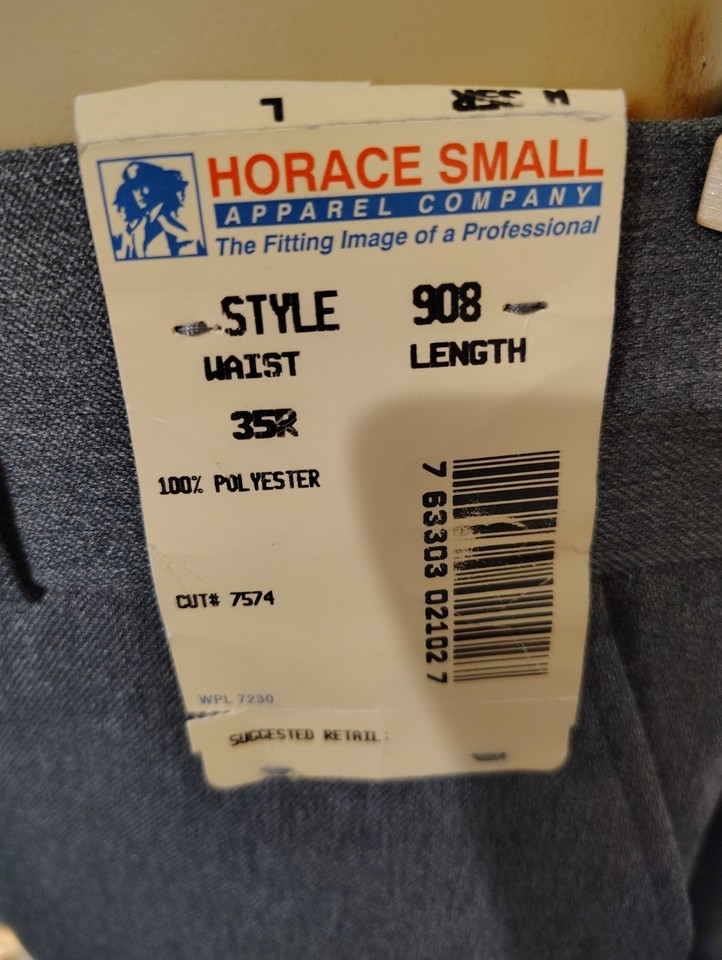 L W 35R
HORACE SMALL
APPAREL COMPANY
The Fitting Image of a Professional
STYLE 908
WAIST LENGTH
35R
100% POLYESTER
7 63303 02102 7
CUT# 7574
WPL 7230
SUGGESTED RETAIL: